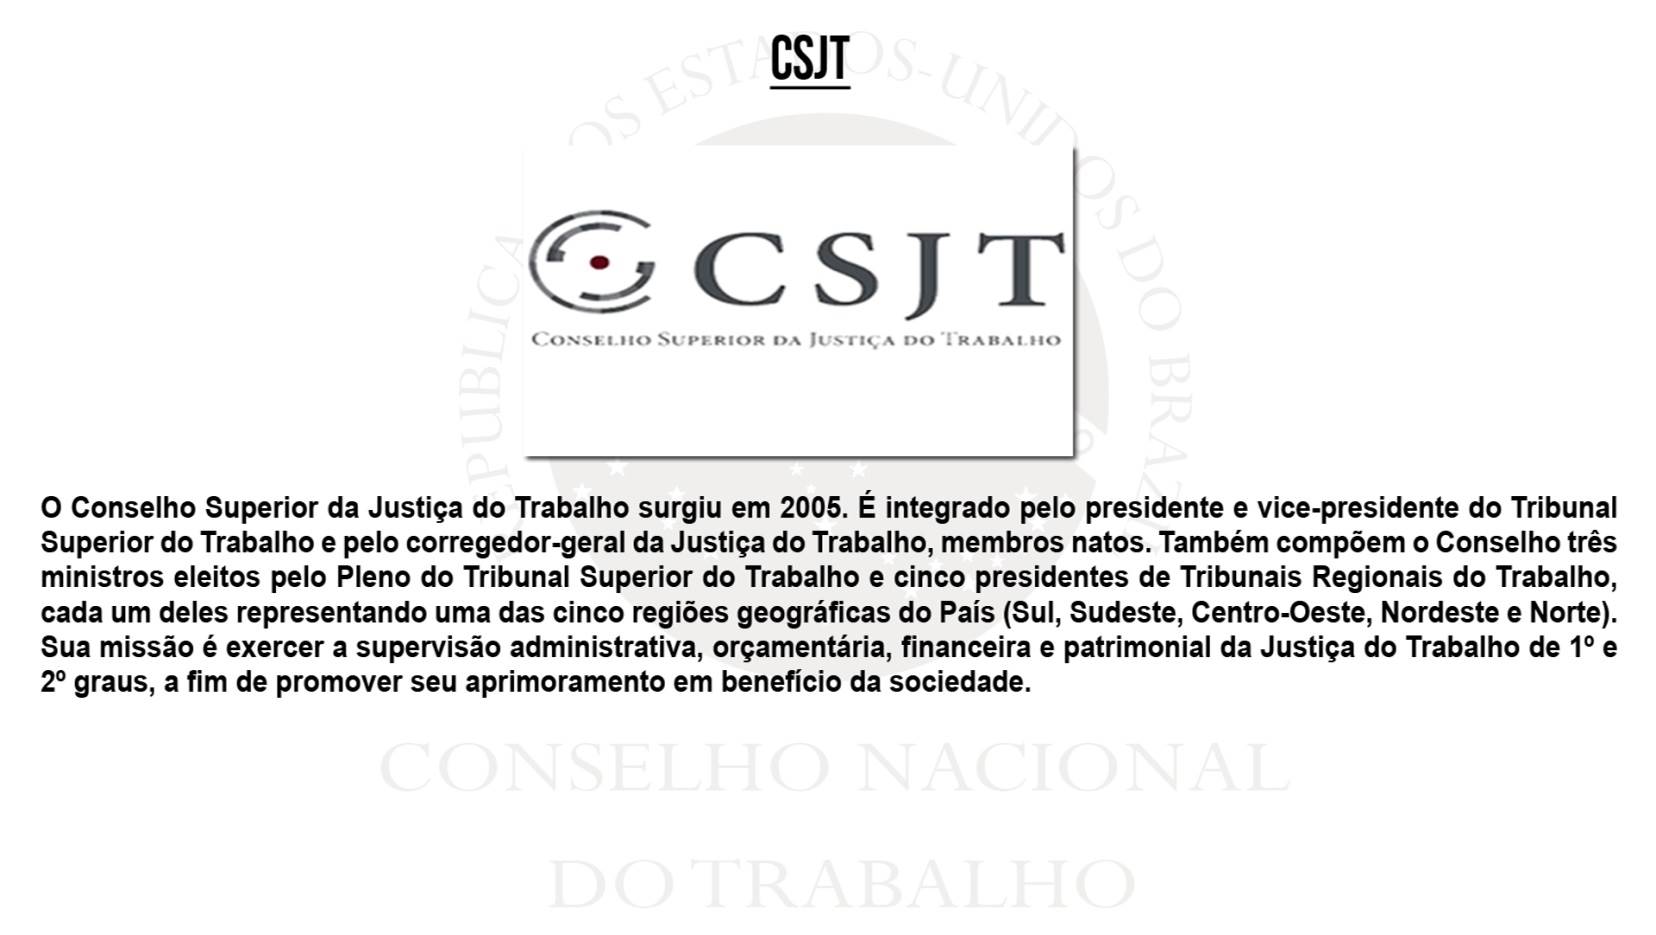 CSJT
CSJT
CONSELHO SUPERIOR DA JUSTIÇA DO TRABALHO
O Conselho Superior da Justiça do Trabalho surgiu em 2005. É integrado pelo presidente e vice-presidente do Tribunal
Superior do Trabalho e pelo corregedor-geral da Justiça do Trabalho, membros natos. Também compõem o Conselho três
ministros eleitos pelo Pleno do Tribunal Superior do Trabalho e cinco presidentes de Tribunais Regionais do Trabalho,
cada um deles representando uma das cinco regiões geográficas do País (Sul, Sudeste, Centro-Oeste, Nordeste e Norte).
Sua missão é exercer a supervisão administrativa, orçamentária, financeira e patrimonial da Justiça do Trabalho de 1º e
2º graus, a fim de promover seu aprimoramento em benefício da sociedade.
CONSELHO NACIONAL
DO TRABALHO